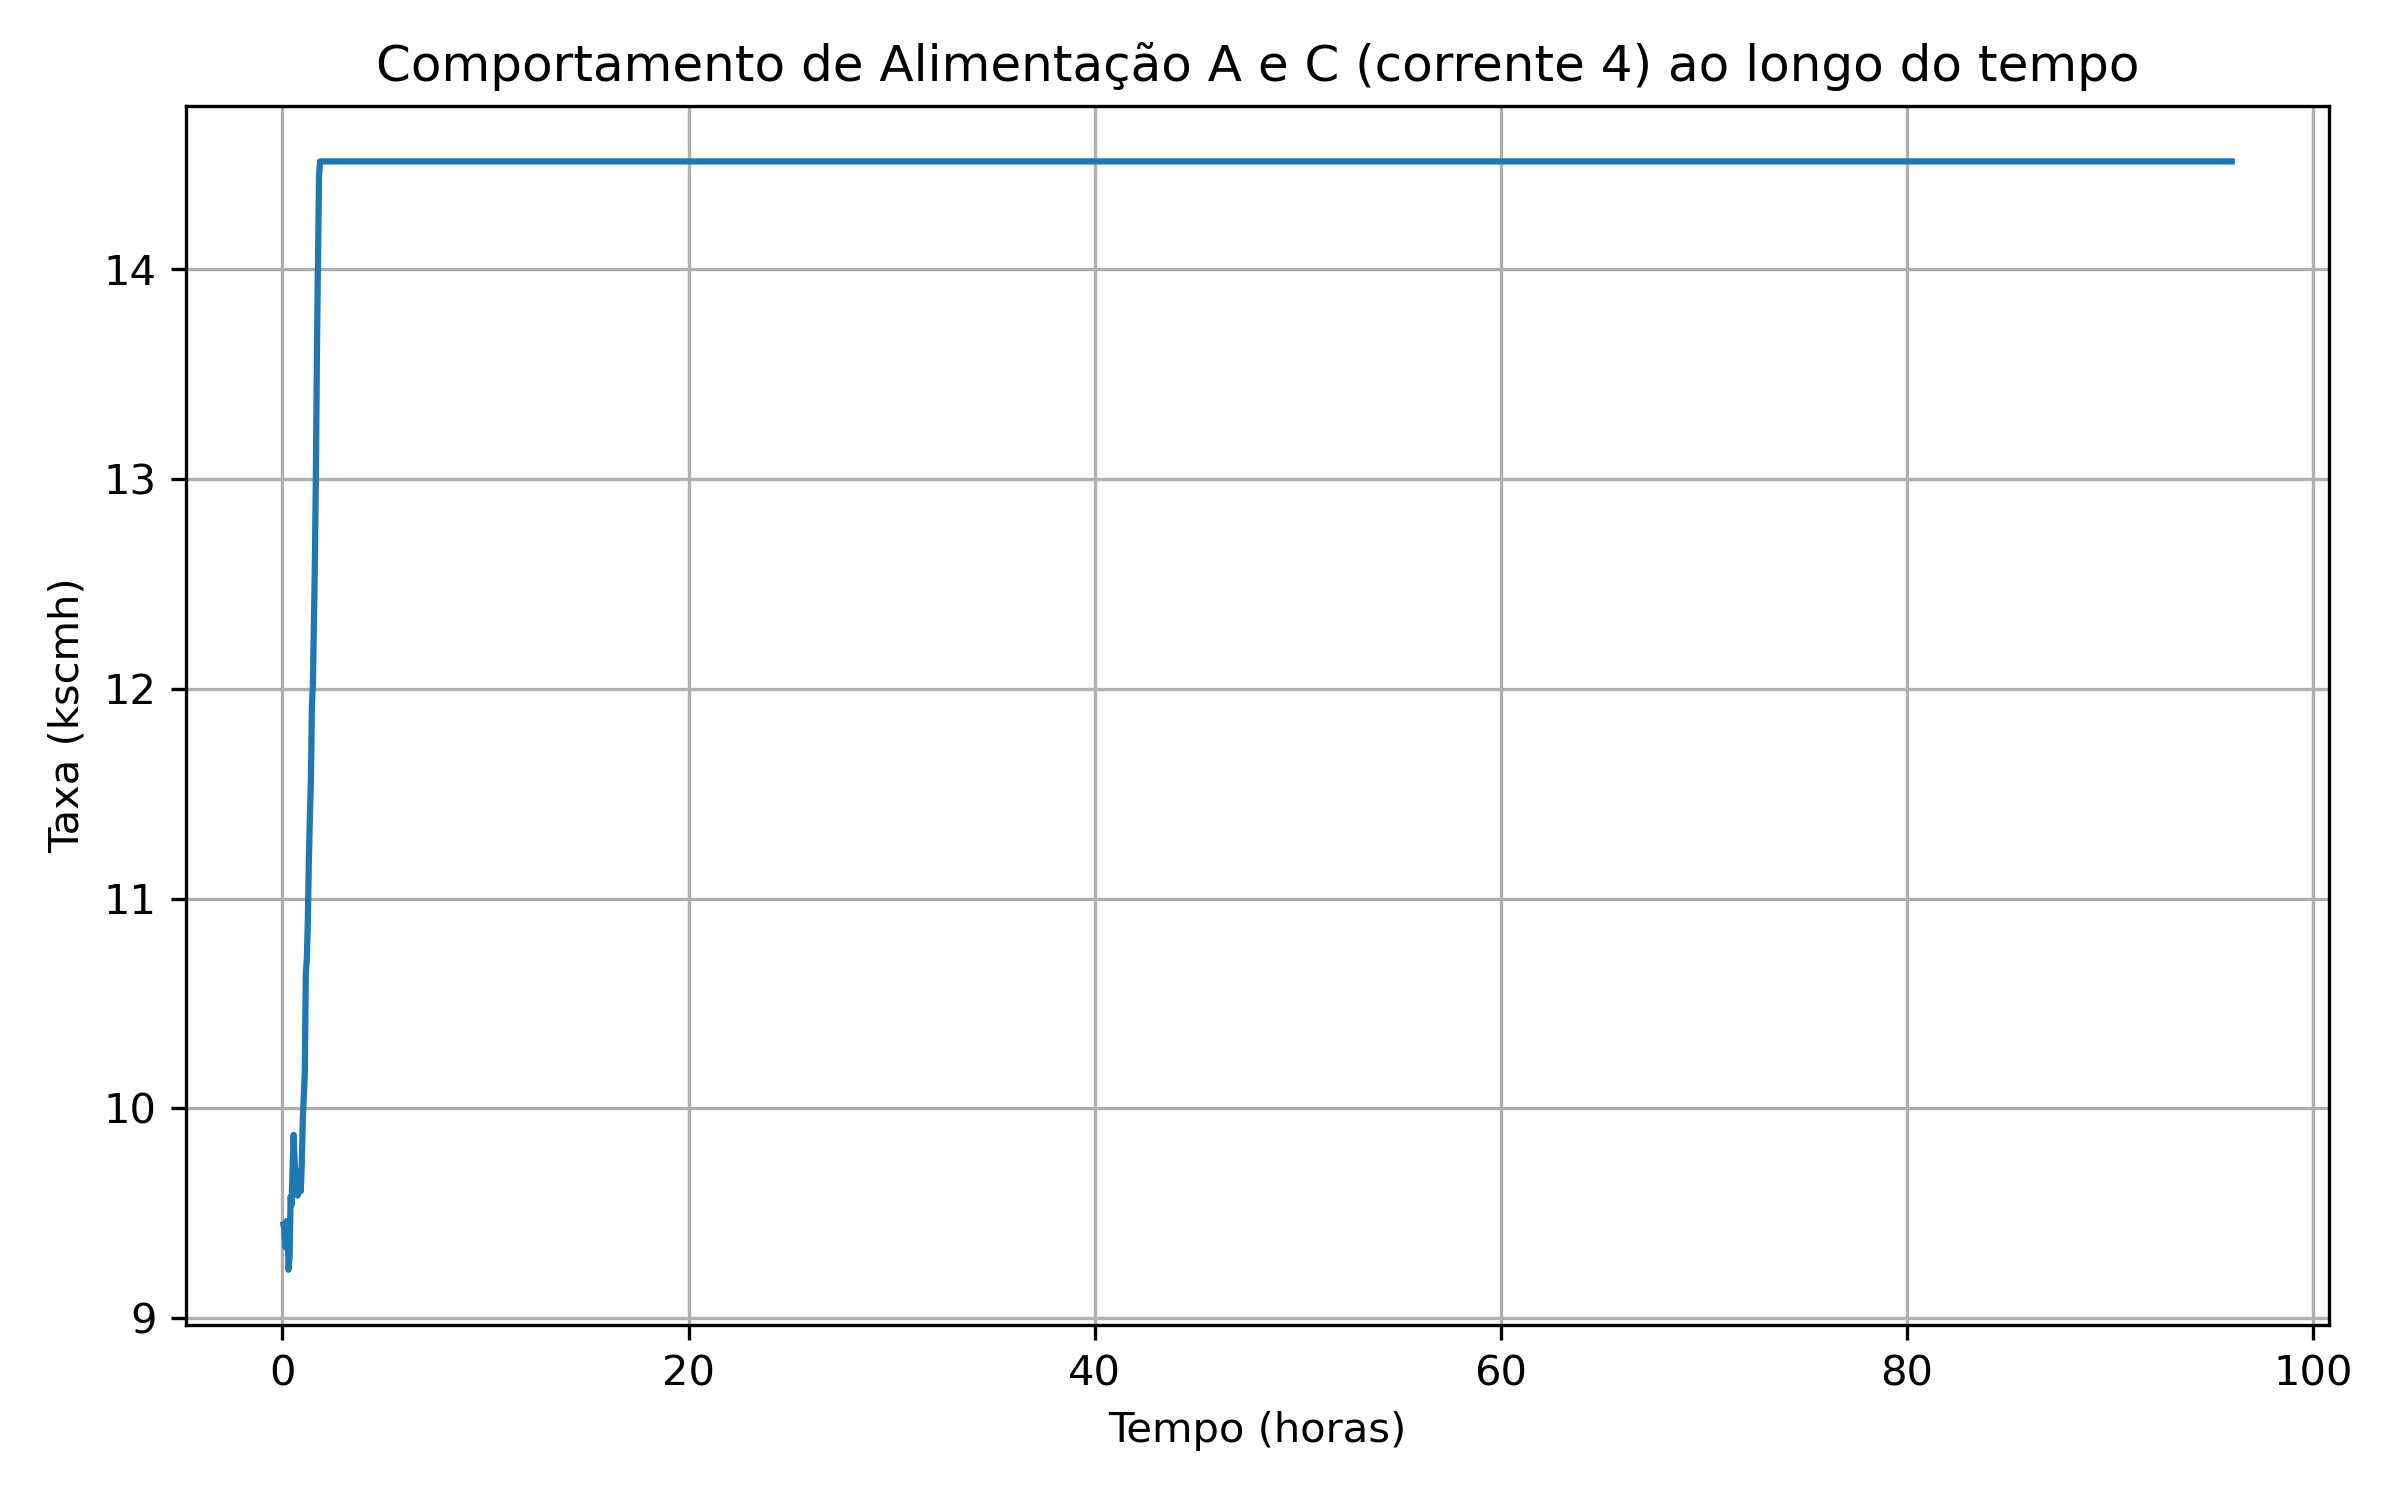 Comportamento de Alimentação A e C (corrente 4) ao longo do tempo
Taxa (kscmh)
14
13
12
11
10
9
0 20 40 60 80 100
Tempo (horas)